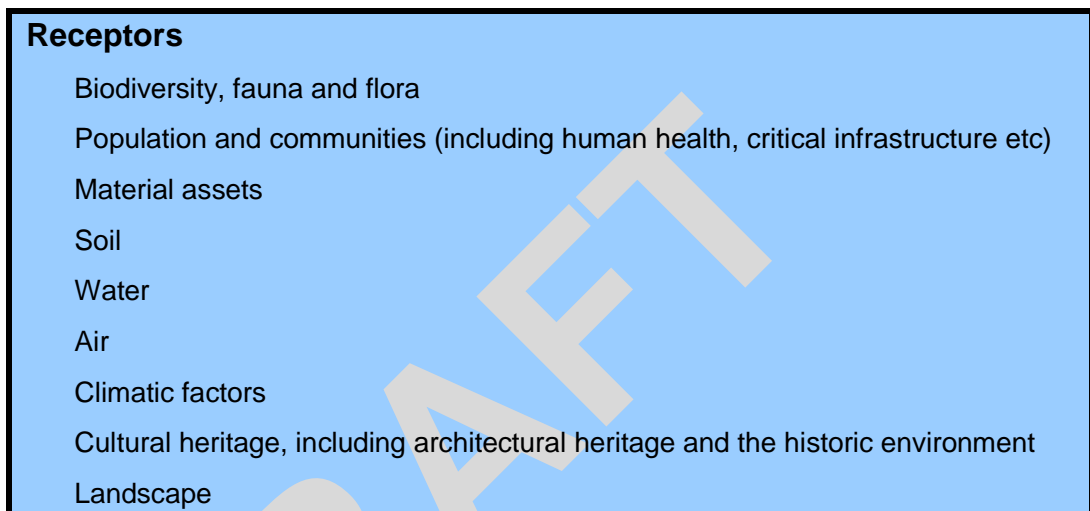 Receptors
Biodiversity, fauna and flora
Population and communities (including human health, critical infrastructure etc)
Material assets
Soil
Water
Air
Climatic factors
Cultural heritage, including architectural heritage and the historic environment
Landscape